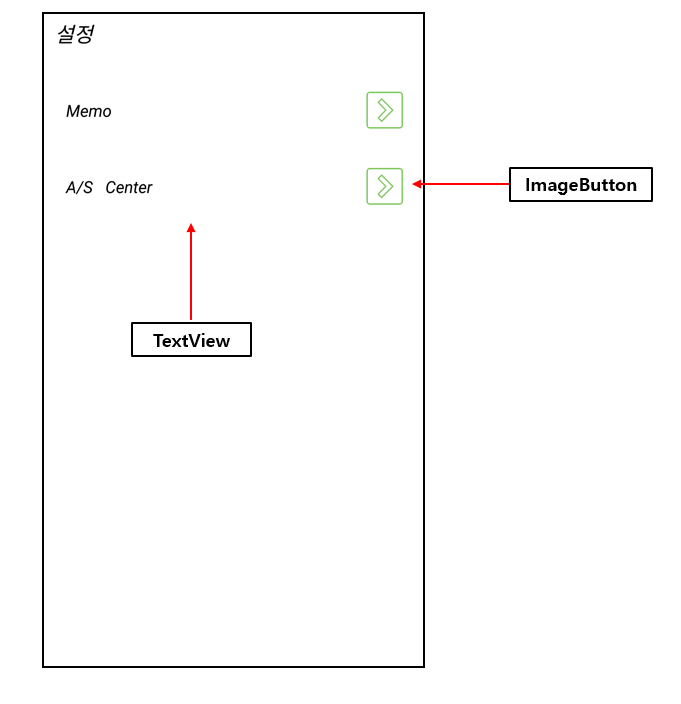 설정
Memo
A/S Center
ImageButton
TextView